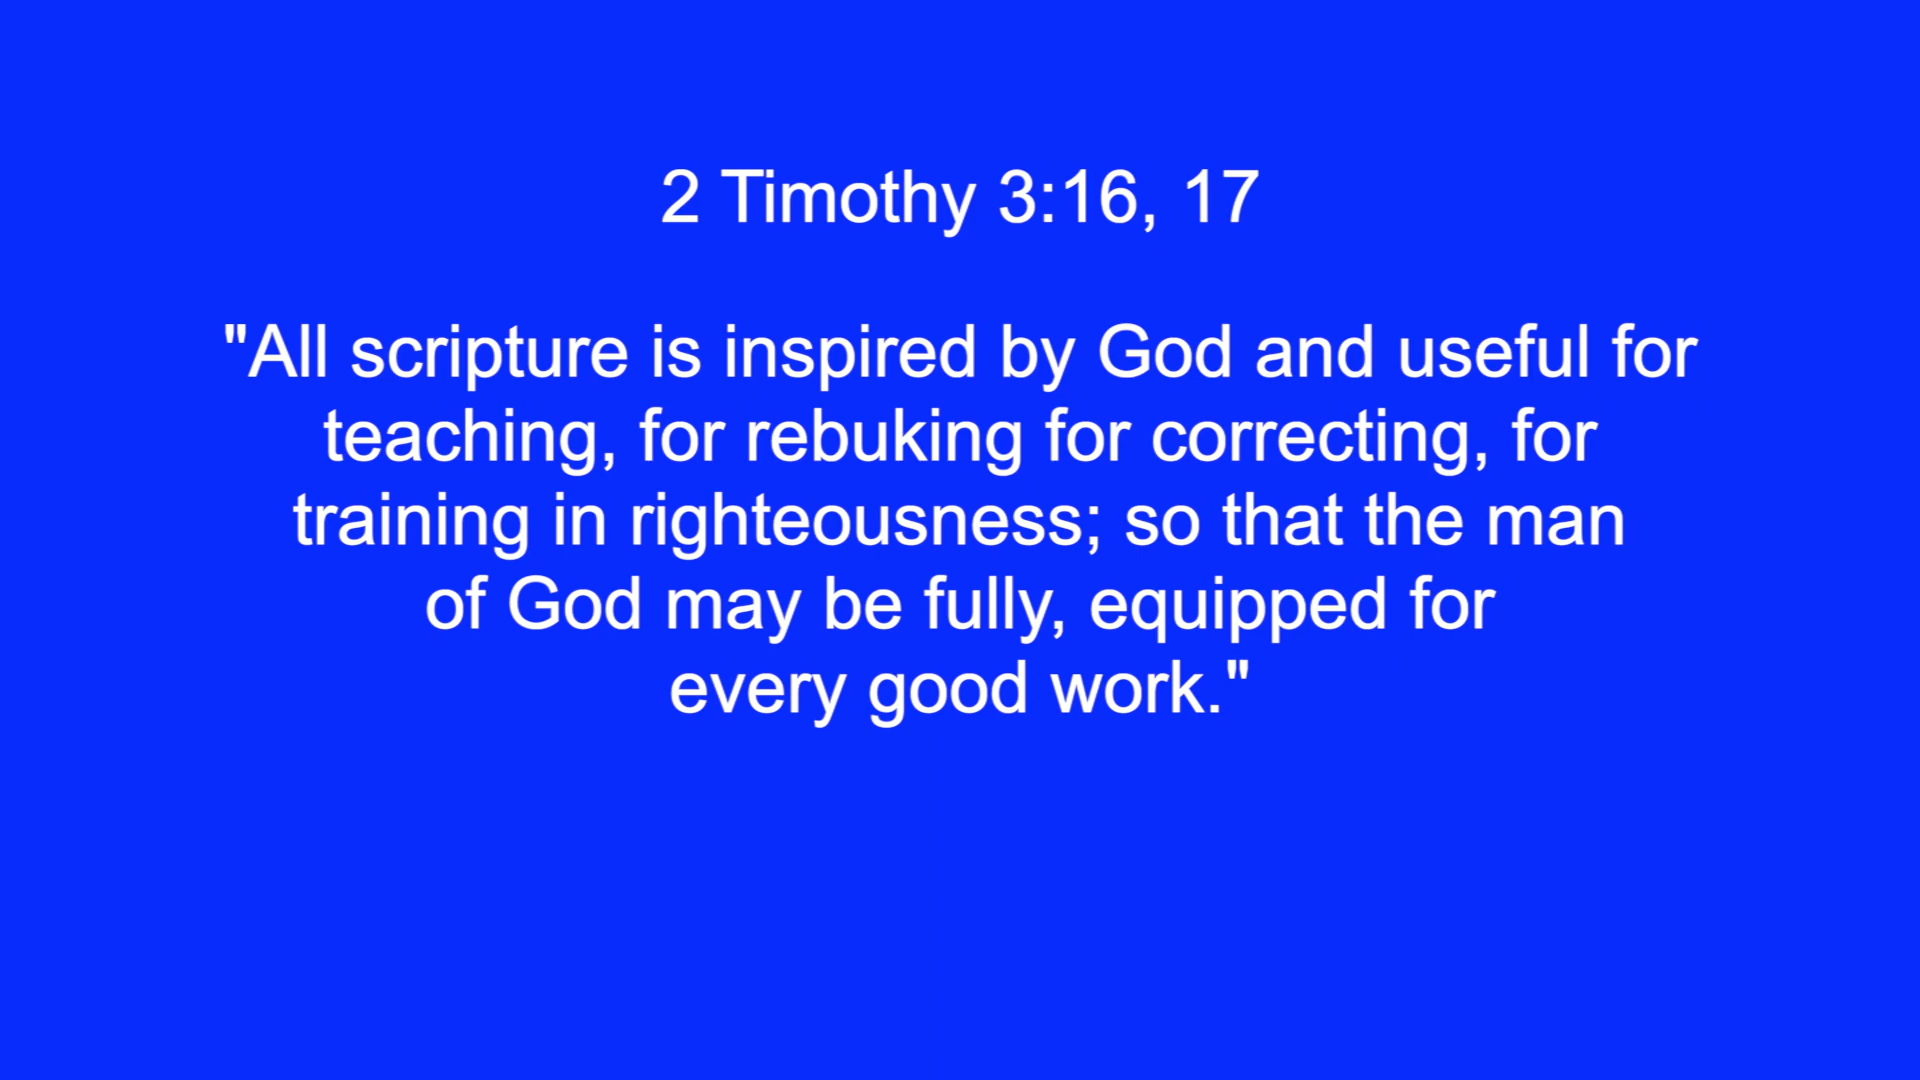 2 Timothy 3:16, 17
"All scripture is inspired by God and useful for
teaching, for rebuking for correcting, for
training in righteousness; so that the man
of God may be fully, equipped for
every good work."